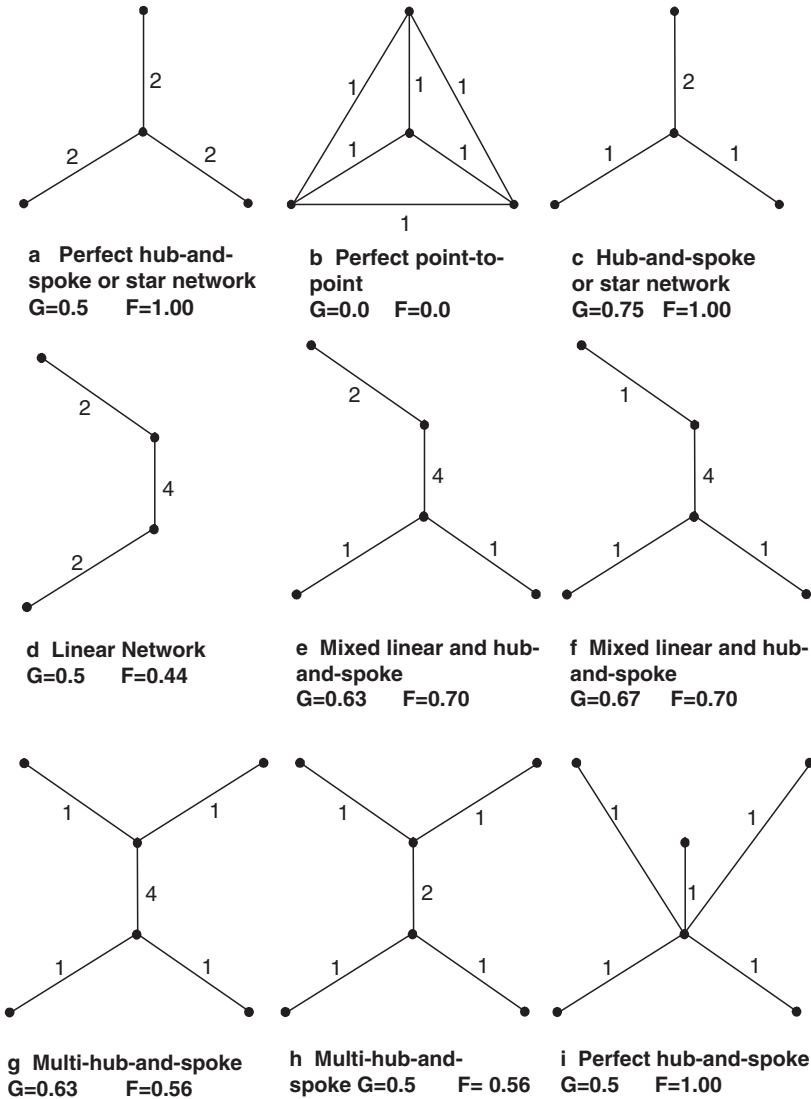 2
2
2
1
1
1
1
1
1
2
1
1
a Perfect hub-and-
spoke or star network
G=0.5 F=1.00
b Perfect point-to-
point
G=0.0 F=0.0
c Hub-and-spoke
or star network
G=0.75 F=1.00
2
4
2
2
4
1
1
1
4
1
1
d Linear Network
G=0.5 F=0.44
e Mixed linear and hub-
and-spoke
G=0.63 F=0.70
f Mixed linear and hub-
and-spoke
G=0.67 F=0.70
1
1
4
1
1
1
1
2
1
1
1
1
1
1
1
g Multi-hub-and-spoke
G=0.63 F=0.56
h Multi-hub-and-
spoke G=0.5 F= 0.56
i Perfect hub-and-spoke
G=0.5 F=1.00